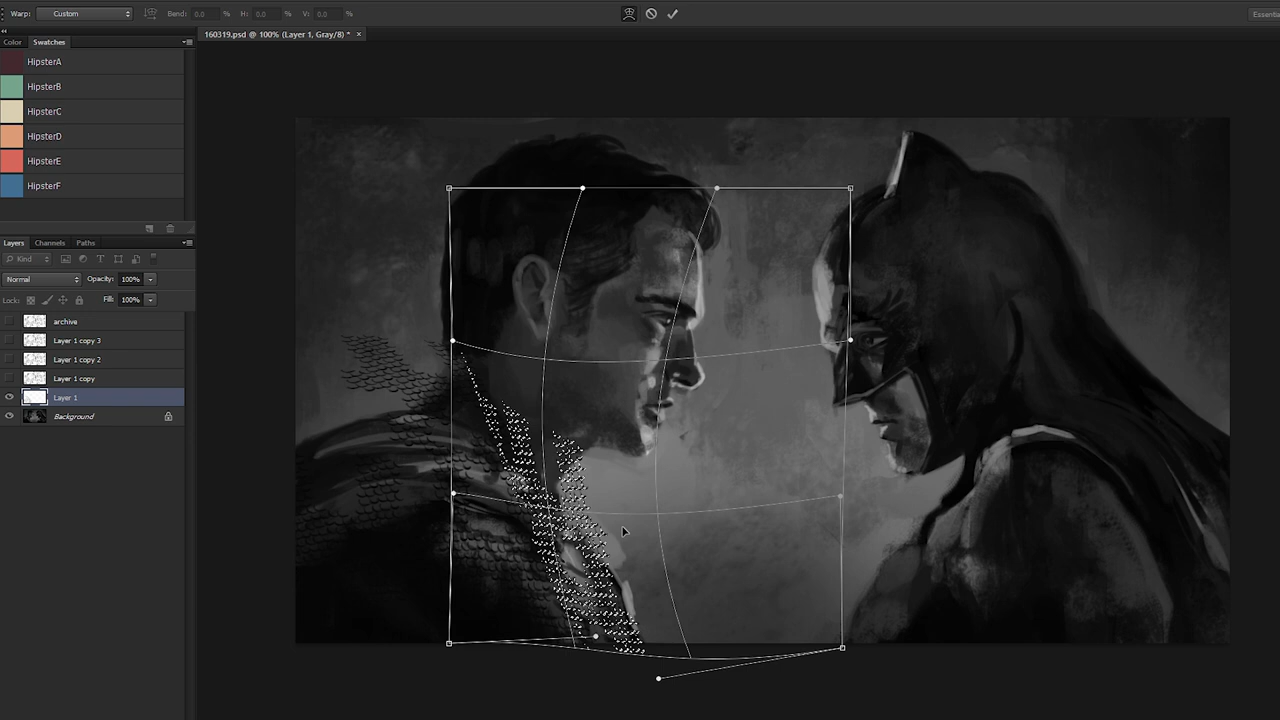 Warp: Custom Bend: 0.0 % H: 0.0 % V: 0.0 %
160319.psd @ 100% (Layer 1, Gray/8) * ×
Color Swatches
HipsterA
HipsterB
HipsterC
HipsterD
HipsterE
HipsterF
Layers Channels Paths
Kind
Normal Opacity: 100%
Lock: Fill: 100%
archive
Layer 1 copy 3
Layer 1 copy 2
Layer 1 copy
Layer 1
Background
Essentia